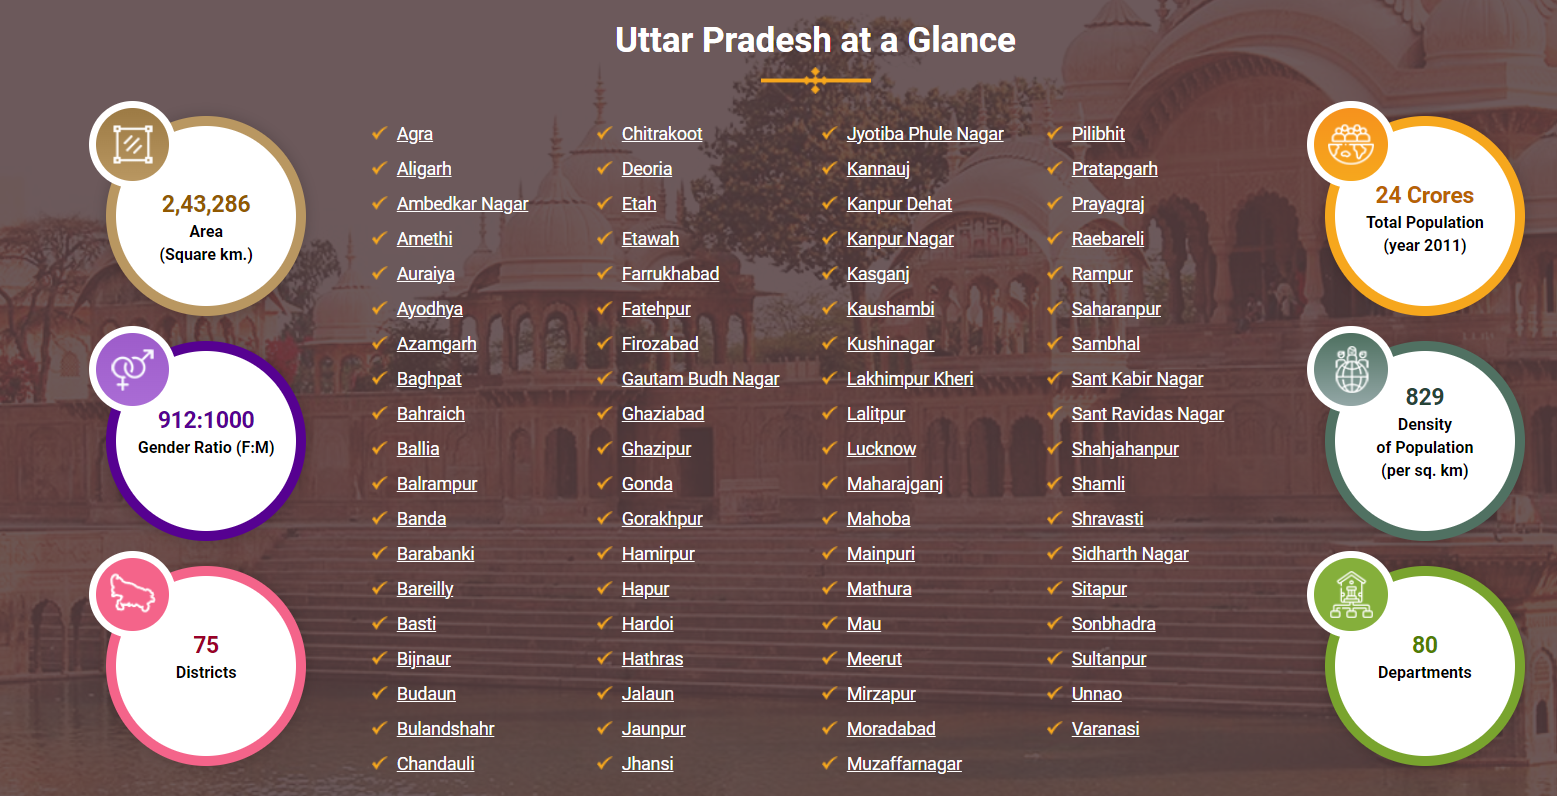 Uttar Pradesh at a Glance
2,43,286
Area
(Square km.)
912:1000
Gender Ratio (F:M)
75
Districts
Agra
Aligarh
Ambedkar Nagar
Amethi
Auraiya
Ayodhya
Azamgarh
Baghpat
Bahraich
Ballia
Balrampur
Banda
Barabanki
Bareilly
Basti
Bijnaur
Budaun
Bulandshahr
Chandauli
Chitrakoot
Deoria
Etah
Etawah
Farrukhabad
Fatehpur
Firozabad
Gautam Budh Nagar
Ghaziabad
Ghazipur
Gonda
Gorakhpur
Hamirpur
Hapur
Hardoi
Hathras
Jalaun
Jaunpur
Jhansi
Jyotiba Phule Nagar
Kannauj
Kanpur Dehat
Kanpur Nagar
Kasganj
Kaushambi
Kushinagar
Lakhimpur Kheri
Lalitpur
Lucknow
Maharajganj
Mahoba
Mainpuri
Mathura
Mau
Meerut
Mirzapur
Moradabad
Muzaffarnagar
Pilibhit
Pratapgarh
Prayagraj
Raebareli
Rampur
Saharanpur
Sambhal
Sant Kabir Nagar
Sant Ravidas Nagar
Shahjahanpur
Shamli
Shravasti
Sidharth Nagar
Sitapur
Sonbhadra
Sultanpur
Unnao
Varanasi
24 Crores
Total Population
(year 2011)
829
Density
of Population
(per sq. km)
80
Departments